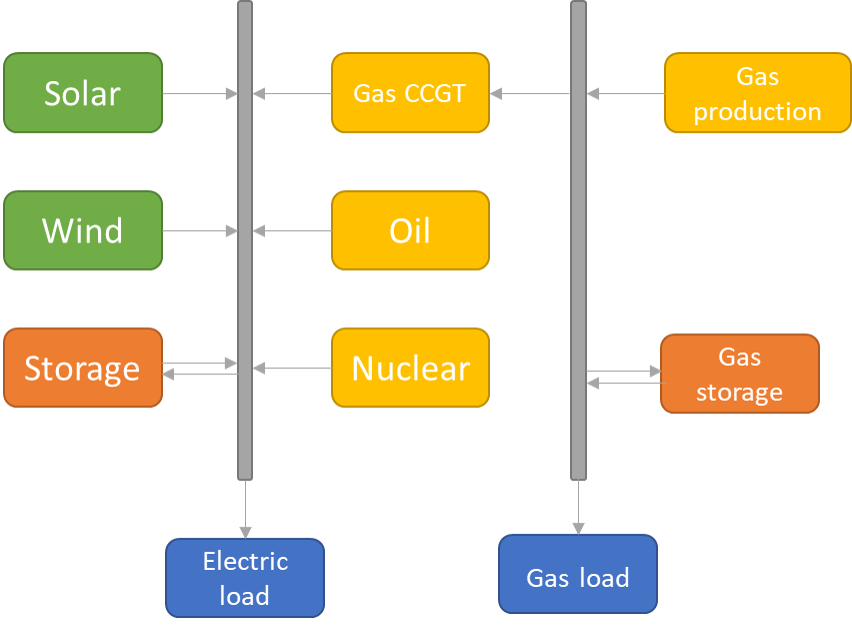 Solar
Gas CCGT
Gas
production
Wind
Oil
Storage
Nuclear
Gas
storage
Electric
load
Gas load